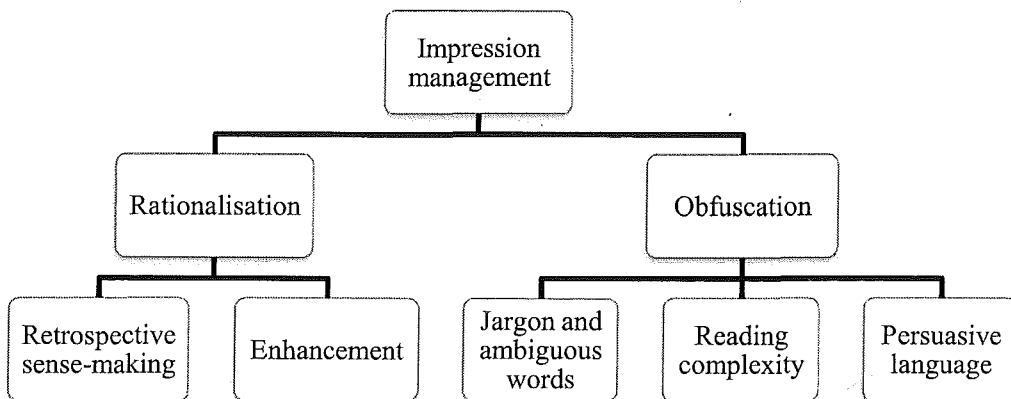 Impression
management
Rationalisation
Obfuscation
Retrospective
sense-making
Enhancement
Jargon and
ambiguous
words
Reading
complexity
Persuasive
language